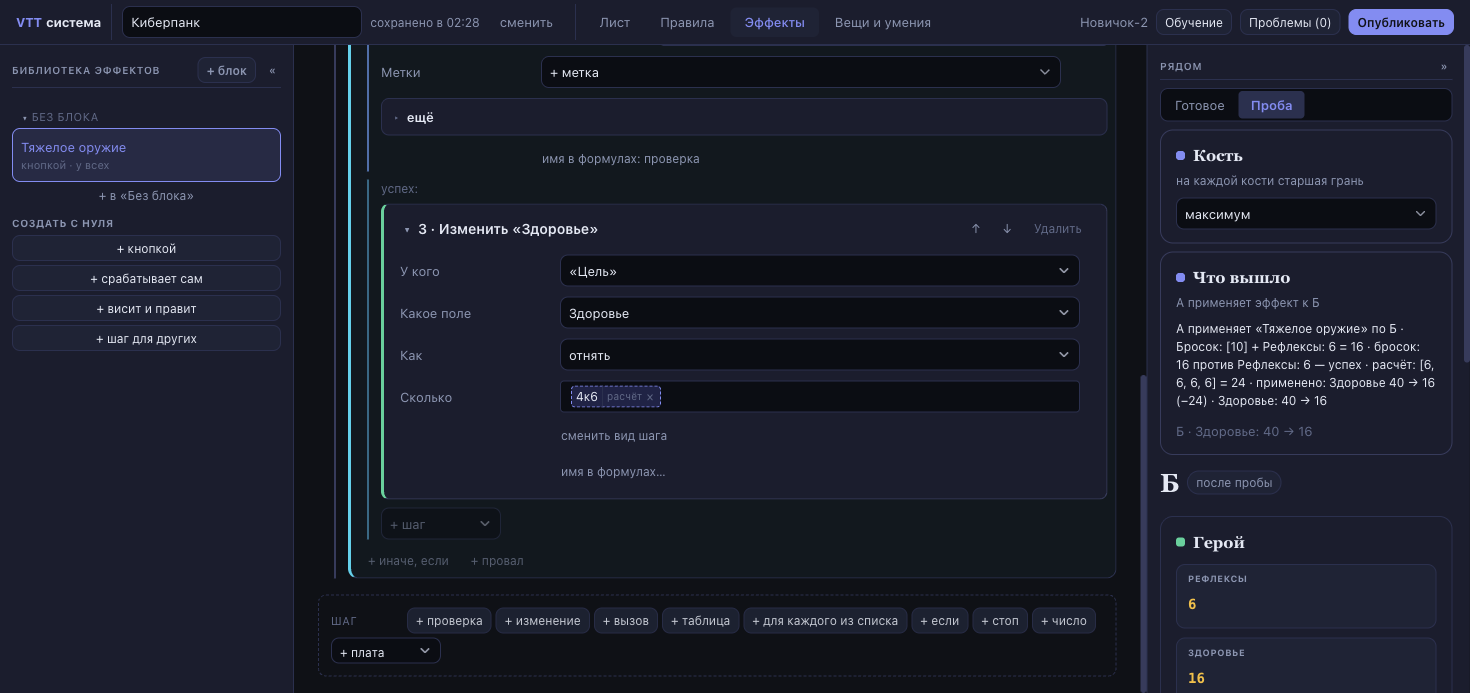 VTT система
Киберпанк
сохранено в 02:28
сменить
Лист
Правила
Эффекты
Вещи и умения
Новичок-2
Обучение
Проблемы (0)
Опубликовать
БИБЛИОТЕКА ЭФФЕКТОВ
+ блок
«
▾ БЕЗ БЛОКА
Тяжелое оружие
кнопкой · у всех
+ в «Без блока»
СОЗДАТЬ С НУЛЯ
+ кнопкой
+ срабатывает сам
+ висит и правит
+ шаг для других
Метки
+ метка
· ещё
имя в формулах: проверка
успех:
▾ 3 · Изменить «Здоровье»
↑
↓
Удалить
У кого
«Цель»
Какое поле
Здоровье
Как
отнять
Сколько
4к6 расчёт ×
сменить вид шага
имя в формулах…
+ шаг
+ иначе, если
+ провал
ШАГ
+ проверка
+ изменение
+ вызов
+ таблица
+ для каждого из списка
+ если
+ стоп
+ число
+ плата
РЯДОМ
»
Готовое
Проба
Кость
на каждой кости старшая грань
максимум
Что вышло
А применяет эффект к Б
А применяет «Тяжелое оружие» по Б ·
Бросок: [10] + Рефлексы: 6 = 16 · бросок:
16 против Рефлексы: 6 — успех · расчёт: [6,
6, 6, 6] = 24 · применено: Здоровье 40 → 16
(−24) · Здоровье: 40 → 16
Б · Здоровье: 40 → 16
Б
после пробы
Герой
РЕФЛЕКСЫ
6
ЗДОРОВЬЕ
16